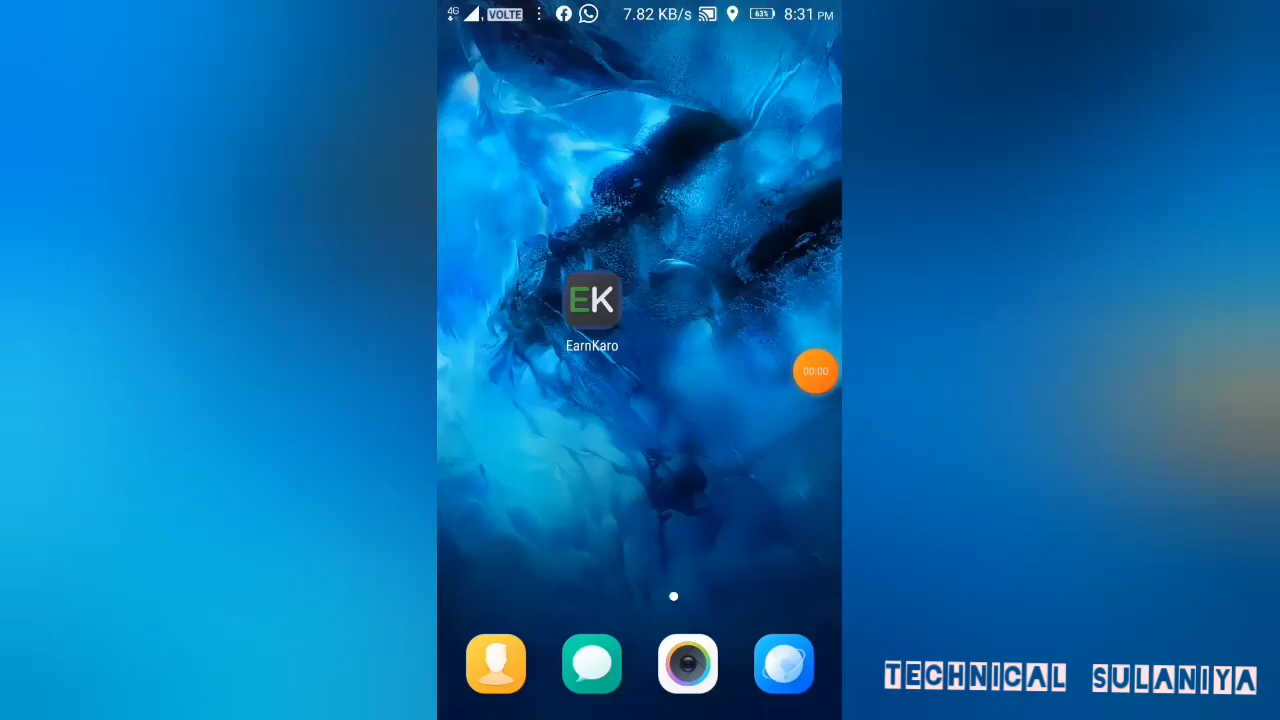 4G VOLTE 7.82 KB/s 63% 8:31 PM
EK
EarnKaro
00:00
TECHNICAL SULANIYA